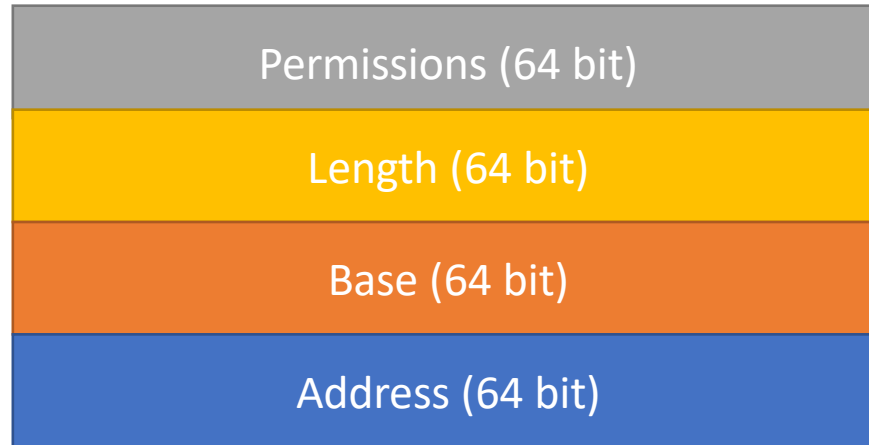 Permissions (64 bit)
Length (64 bit)
Base (64 bit)
Address (64 bit)